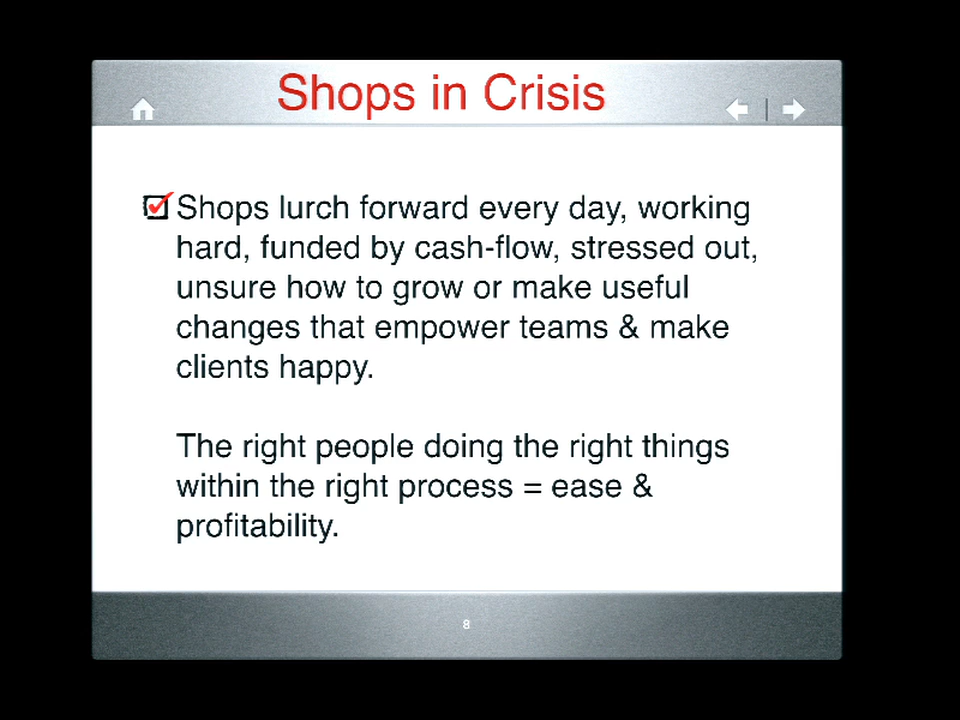 Shops in Crisis
Shops lurch forward every day, working
hard, funded by cash-flow, stressed out,
unsure how to grow or make useful
changes that empower teams & make
clients happy.
The right people doing the right things
within the right process = ease &
profitability.
8